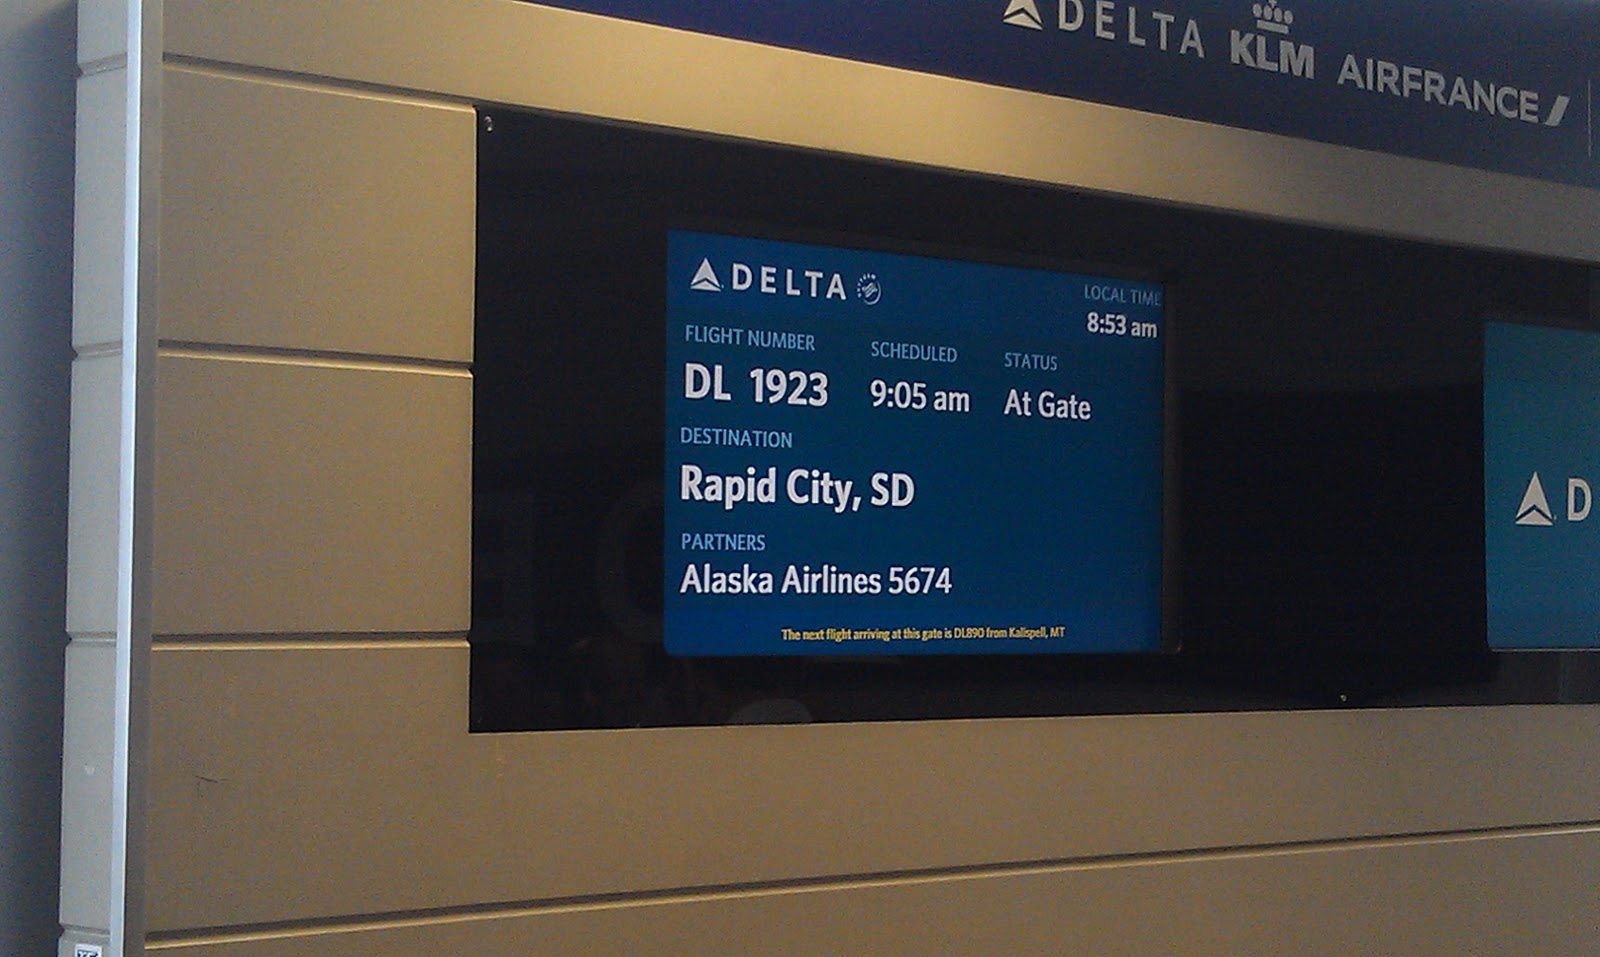 DELTA KLM AIRFRANCE
DELTA
LOCAL TIME
8:53 am
FLIGHT NUMBER SCHEDULED STATUS
DL 1923 9:05 am At Gate
DESTINATION
Rapid City, SD
PARTNERS
Alaska Airlines 5674
The next flight arriving at this gate is DL890 from Kalispell, MT
D